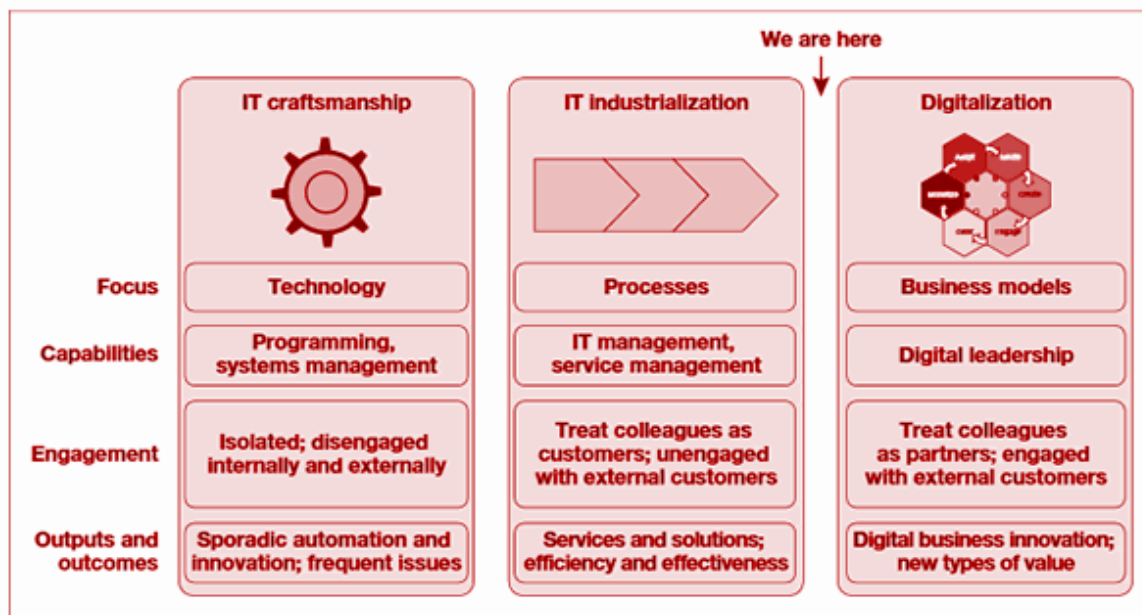 We are here
IT craftsmanship
IT industrialization
Digitalization
Focus
Technology
Processes
Business models
Capabilities
Programming,
systems management
IT management,
service management
Digital leadership
Engagement
Isolated; disengaged
internally and externally
Treat colleagues as
customers; unengaged
with external customers
Treat colleagues
as partners; engaged
with external customers
Outputs and
outcomes
Sporadic automation and
innovation; frequent issues
Services and solutions;
efficiency and effectiveness
Digital business innovation;
new types of value